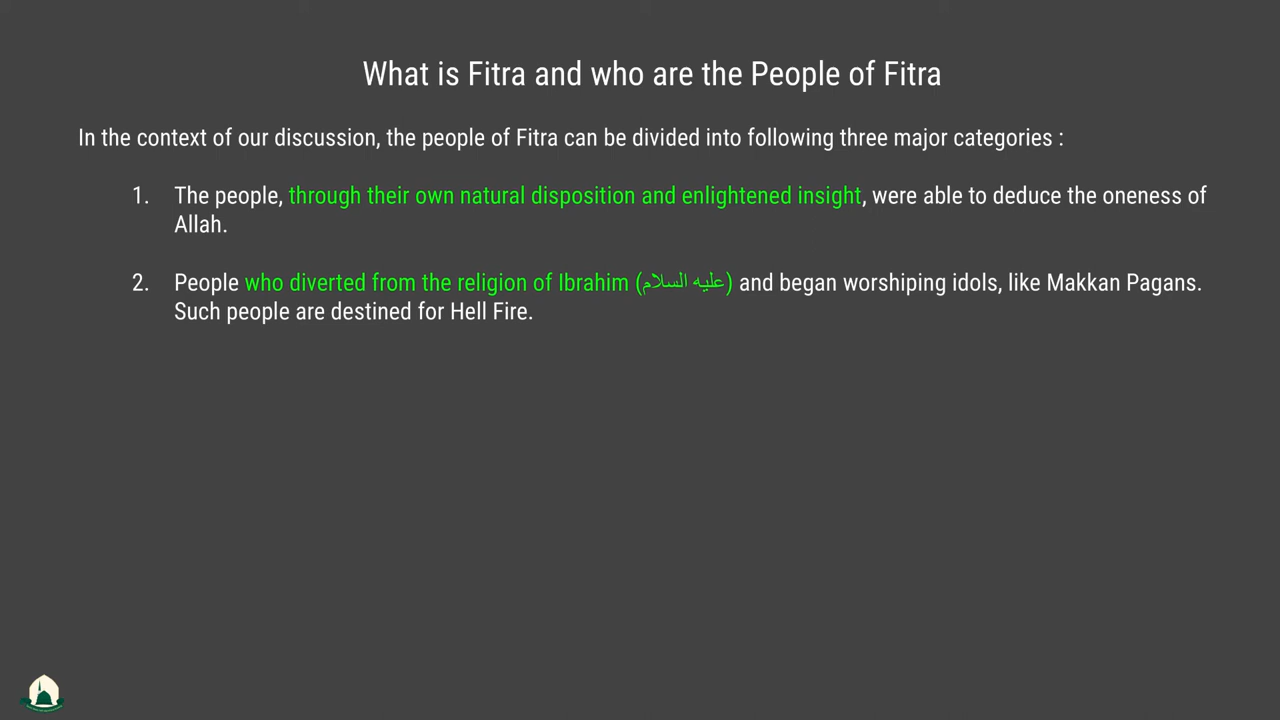 What is Fitra and who are the People of Fitra
In the context of our discussion, the people of Fitra can be divided into following three major categories :
1. The people, through their own natural disposition and enlightened insight, were able to deduce the oneness of
Allah.
2. People who diverted from the religion of Ibrahim (عليه السلام) and began worshiping idols, like Makkan Pagans.
Such people are destined for Hell Fire.